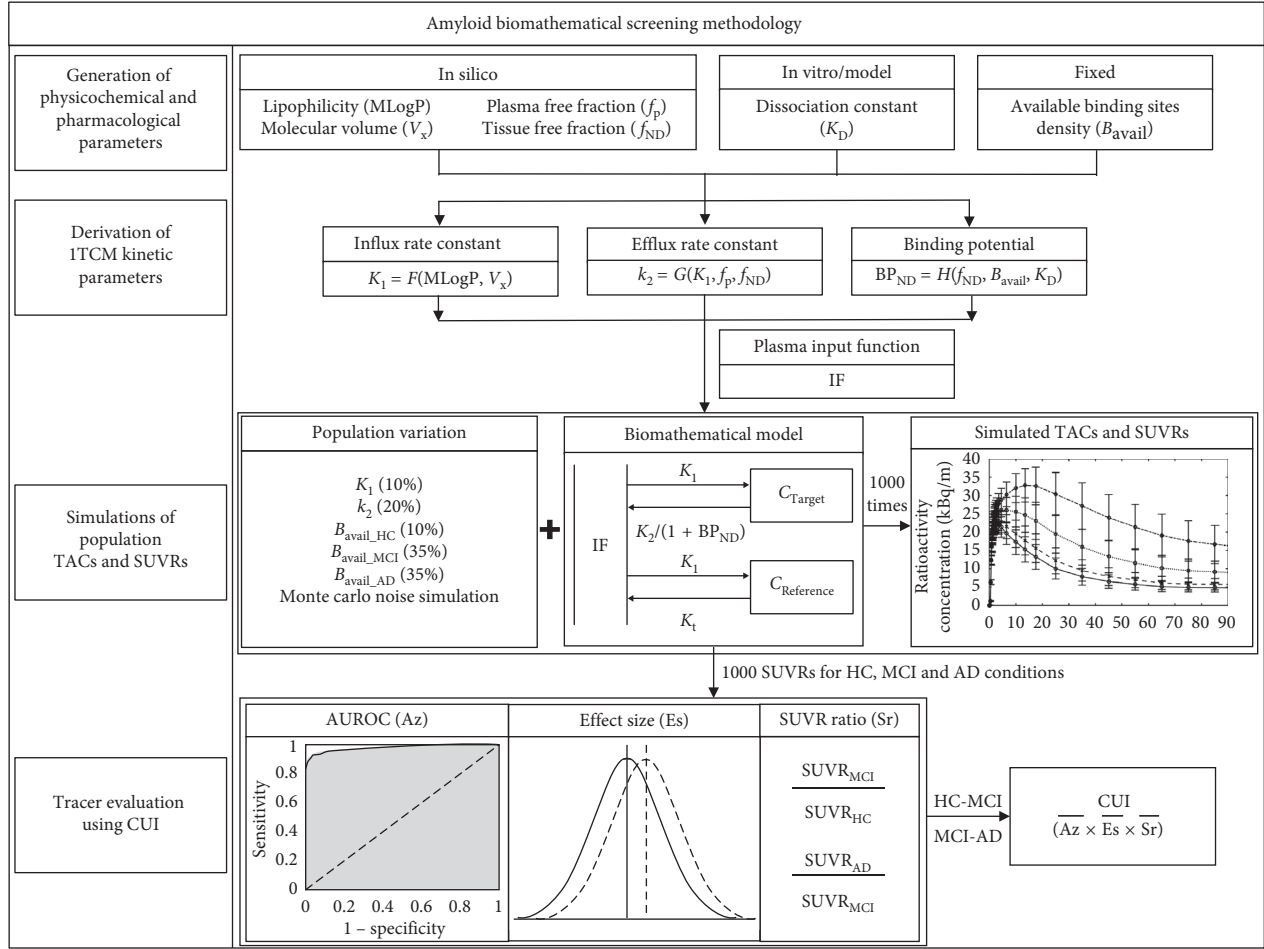 Amyloid biomathematical screening methodology
Generation of
physicochemical and
pharmacological
parameters
In silico
Lipophilicity (MLogP)
Molecular volume (Vx)
Plasma free fraction (fp)
Tissue free fraction (fND)
In vitro/model
Dissociation constant
(KD)
Fixed
Available binding sites
density (Bavail)
Derivation of
1TCM kinetic
parameters
Influx rate constant
K1 = F(MLogP, Vx)
Efflux rate constant
k2 = G(K1, fp, fND)
Binding potential
BPND = H(fND, Bavail, KD)
Plasma input function
IF
Simulations of
population
TACs and SUVRs
Population variation
K1 (10%)
k2 (20%)
Bavail_HC (10%)
Bavail_MCI (35%)
Bavail_AD (35%)
Monte carlo noise simulation
+
Biomathematical model
IF
K1
CTarget
K2/(1 + BPND)
K1
CReference
Kt
1000
times
Simulated TACs and SUVRs
Ratioactivity
concentration (kBq/m)
40
35
30
25
20
15
10
5
0
0 10 20 30 40 50 60 70 80 90
1000 SUVRs for HC, MCI and AD conditions
Tracer evaluation
using CUI
AUROC (Az)
Sensitivity
1
0.8
0.6
0.4
0.2
0
0 0.2 0.4 0.6 0.8 1
1 – specificity
Effect size (Es)
SUVR ratio (Sr)
SUVRMCI
SUVRHC
SUVRAD
SUVRMCI
HC-MCI
MCI-AD
CUI
(Az × Es × Sr)